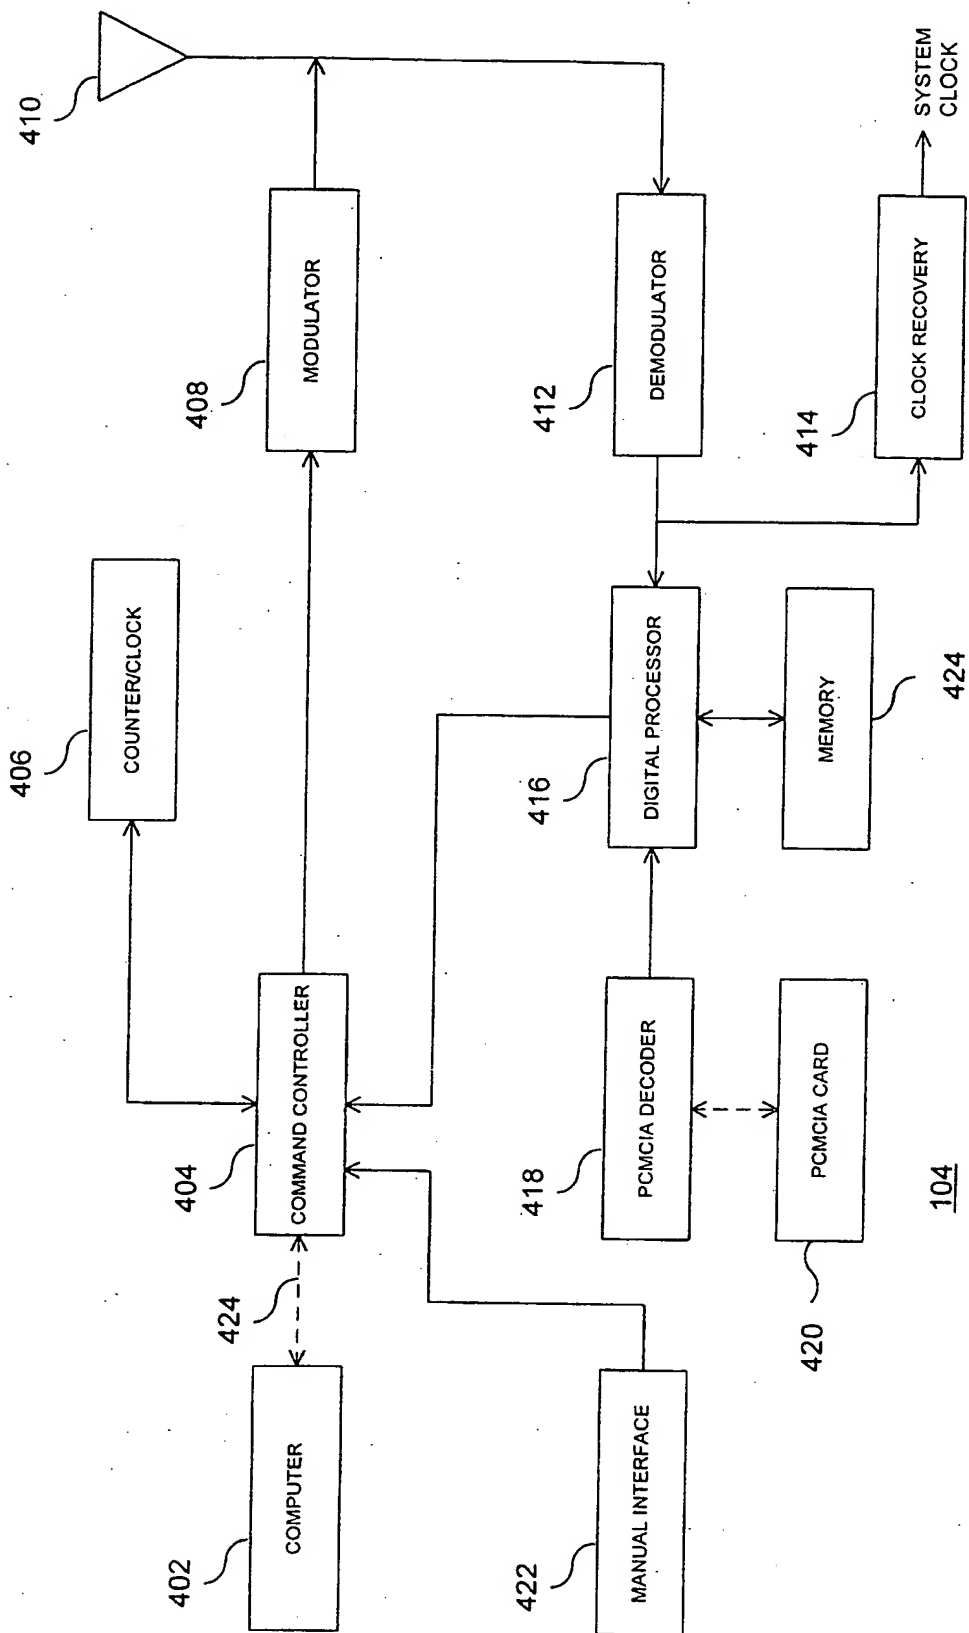 410
408
MODULATOR
412
DEMODULATOR
414
CLOCK RECOVERY
SYSTEM
CLOCK
406
COUNTER/CLOCK
416
DIGITAL PROCESSOR
MEMORY
424
404
COMMAND CONTROLLER
418
PCMCIA DECODER
PCMCIA CARD
420
104
424
402
COMPUTER
422
MANUAL INTERFACE